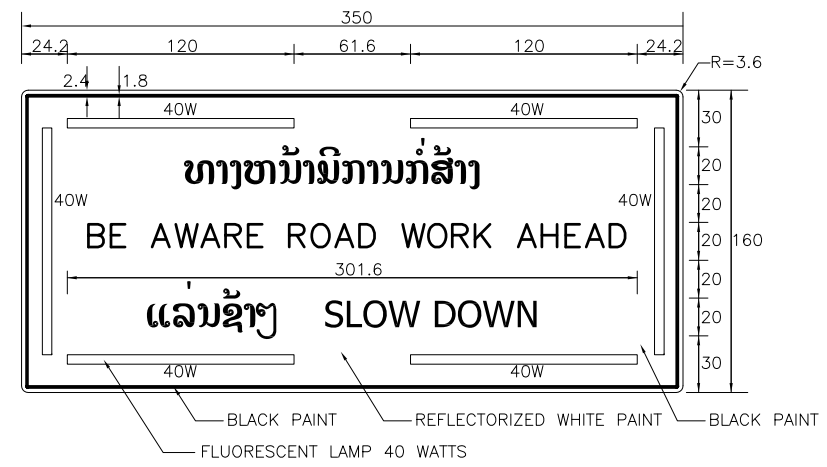 350
24.2 120 61.6 120 24.2
R=3.6
2.4 1.8
40W 40W
30
ທາງຫນ້າມີການກໍ່ສ້າງ
20
40W 40W
20
BE AWARE ROAD WORK AHEAD
20 160
301.6
20
ແລ່ນຊ້າໆ SLOW DOWN
20
40W 40W
30
BLACK PAINT REFLECTORIZED WHITE PAINT BLACK PAINT
FLUORESCENT LAMP 40 WATTS